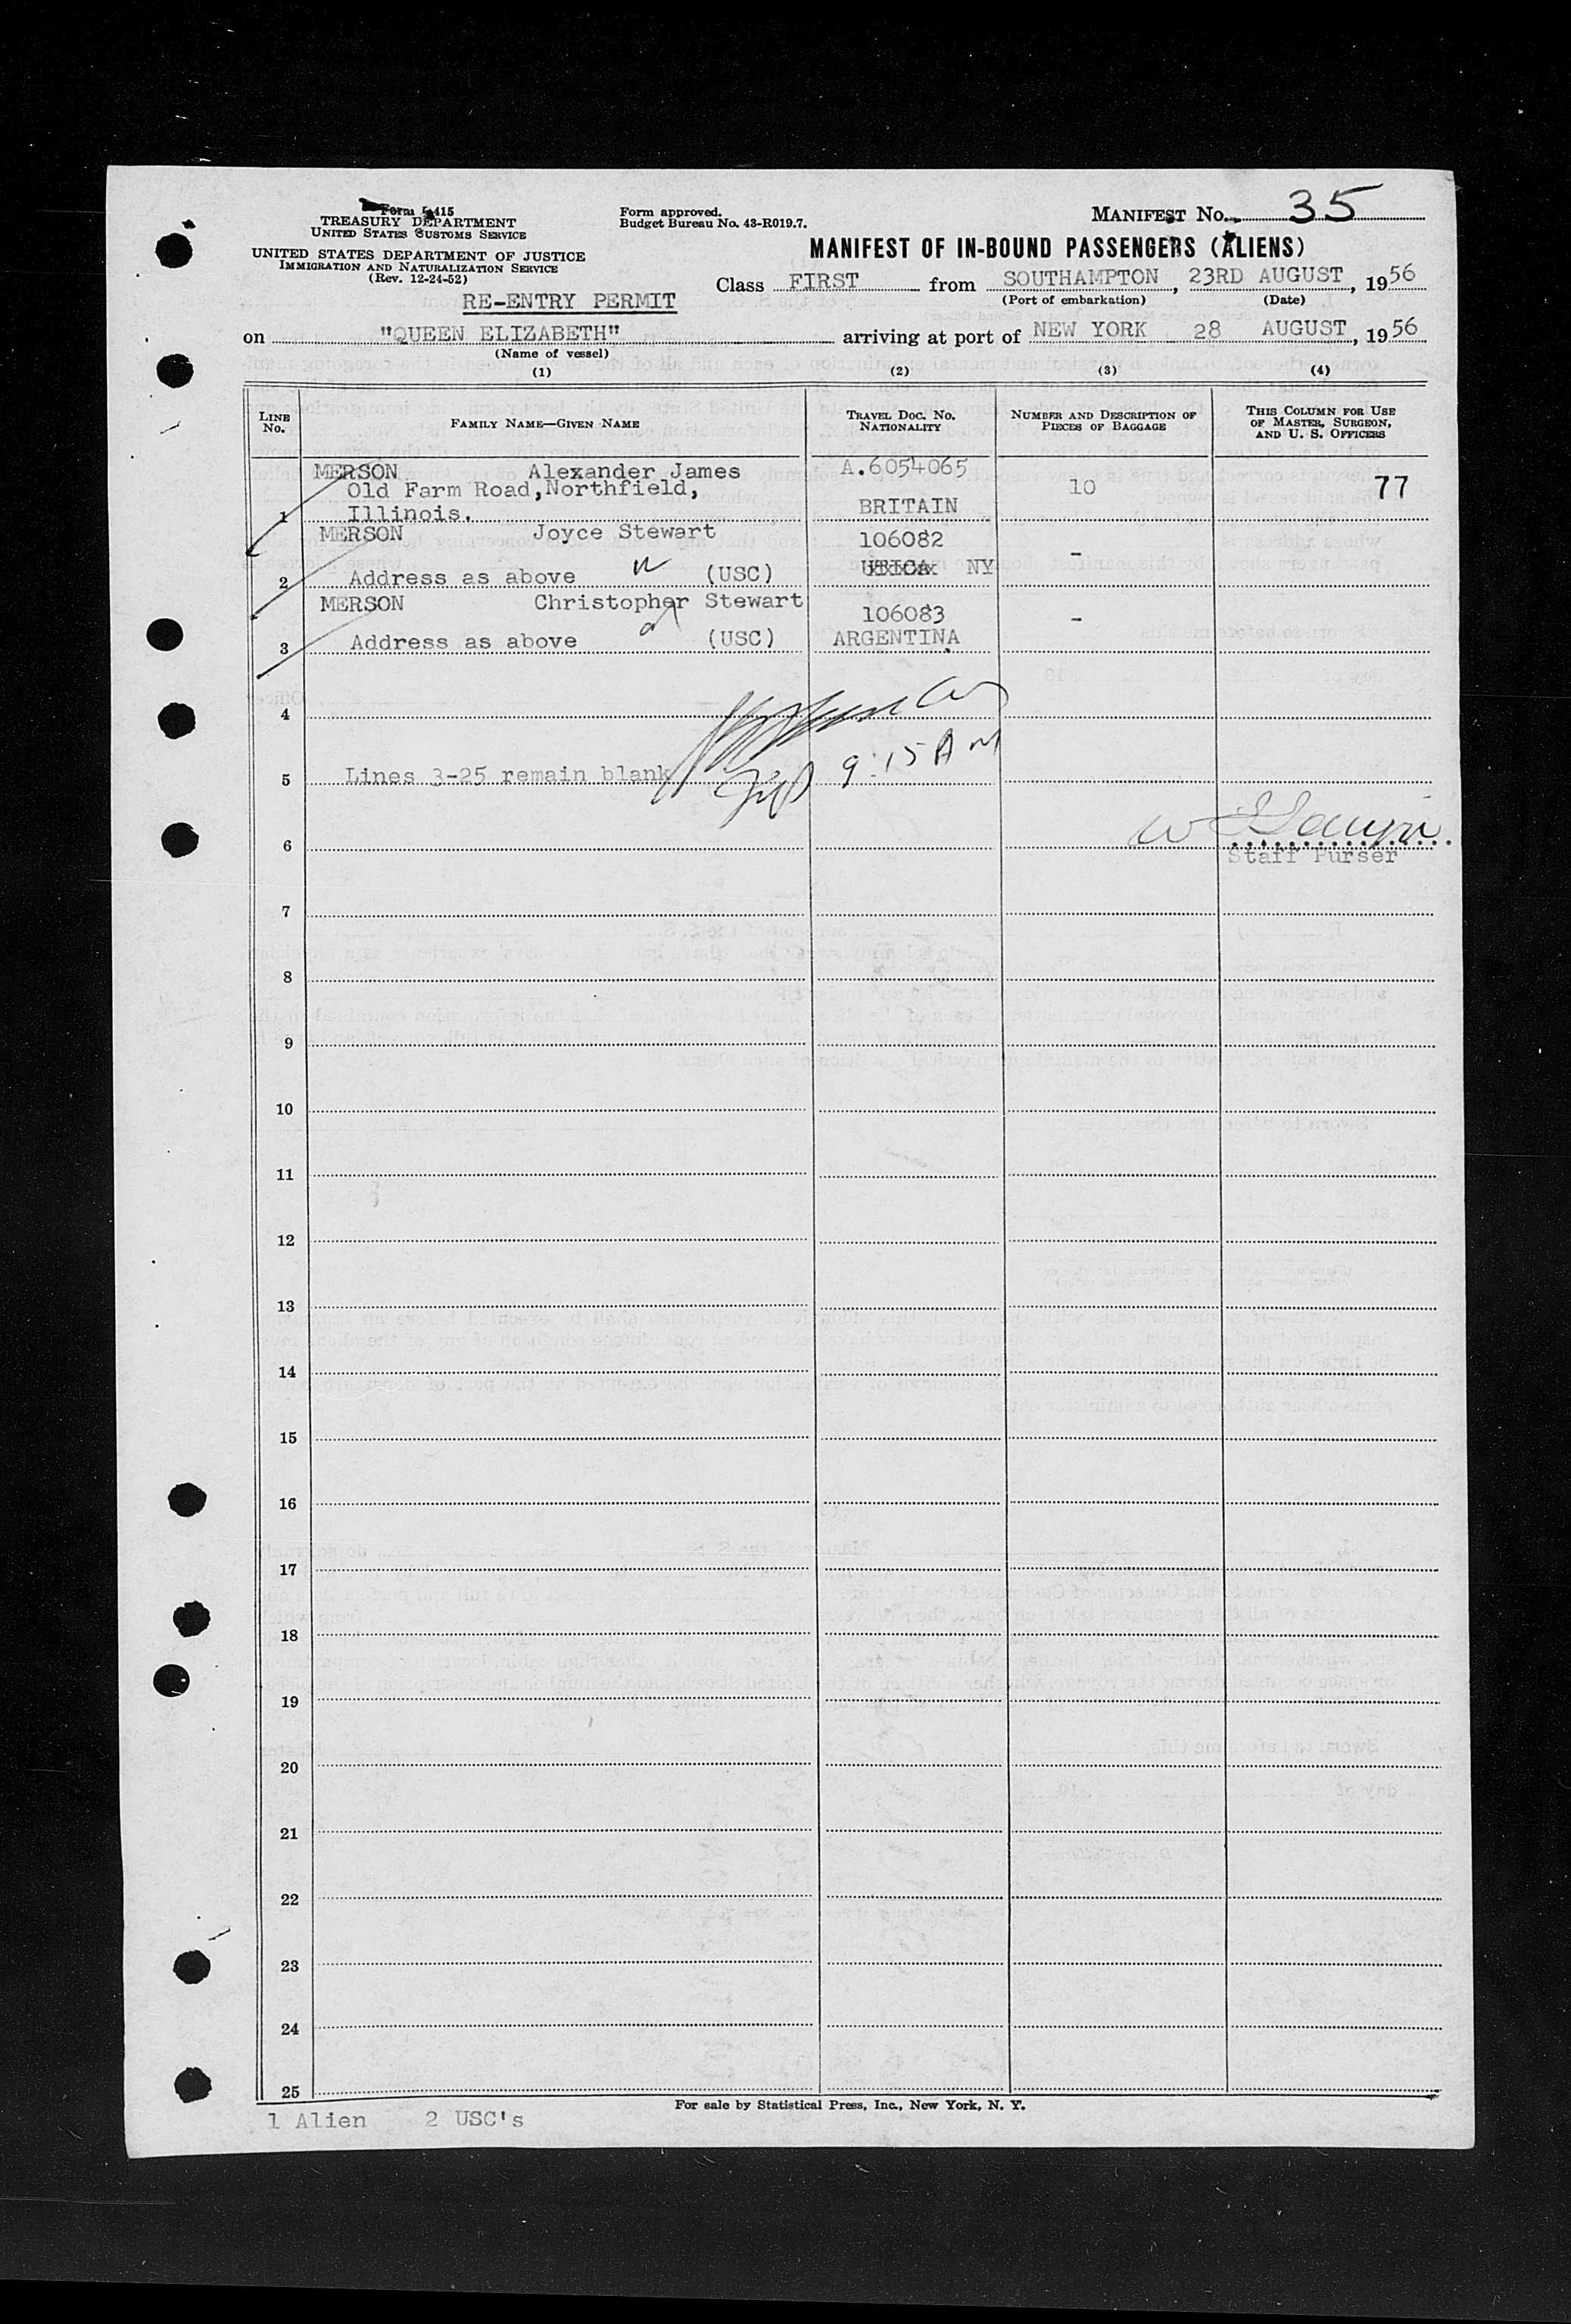 Form I-415
TREASURY DEPARTMENT
UNITED STATES CUSTOMS SERVICE
UNITED STATES DEPARTMENT OF JUSTICE
IMMIGRATION AND NATURALIZATION SERVICE
(Rev. 12-24-52)
Form approved.
Budget Bureau No. 43-R019.7.
MANIFEST No. 35
MANIFEST OF IN-BOUND PASSENGERS (ALIENS)
Class FIRST from SOUTHAMPTON, 23RD AUGUST, 1956
(Port of embarkation) (Date)
RE-ENTRY PERMIT
on "QUEEN ELIZABETH" arriving at port of NEW YORK 28 AUGUST, 1956
(Name of vessel)
(1) (2) (3) (4)
LINE No. FAMILY NAME—GIVEN NAME TRAVEL DOC. No. NATIONALITY NUMBER AND DESCRIPTION OF PIECES OF BAGGAGE THIS COLUMN FOR USE OF MASTER, SURGEON, AND U. S. OFFICERS
MERSON Alexander James A.6054065
Old Farm Road,Northfield, 10 77
1 Illinois. BRITAIN
MERSON Joyce Stewart 106082 -
2 Address as above (USC) UTICA NY
MERSON Christopher Stewart 106083 -
3 Address as above (USC) ARGENTINA
4
5 Lines 3-25 remain blank 9:15 AM
6
Staff Purser
7
8
9
10
11
12
13
14
15
16
17
18
19
20
21
22
23
24
25
For sale by Statistical Press, Inc., New York, N. Y.
1 Alien 2 USC's